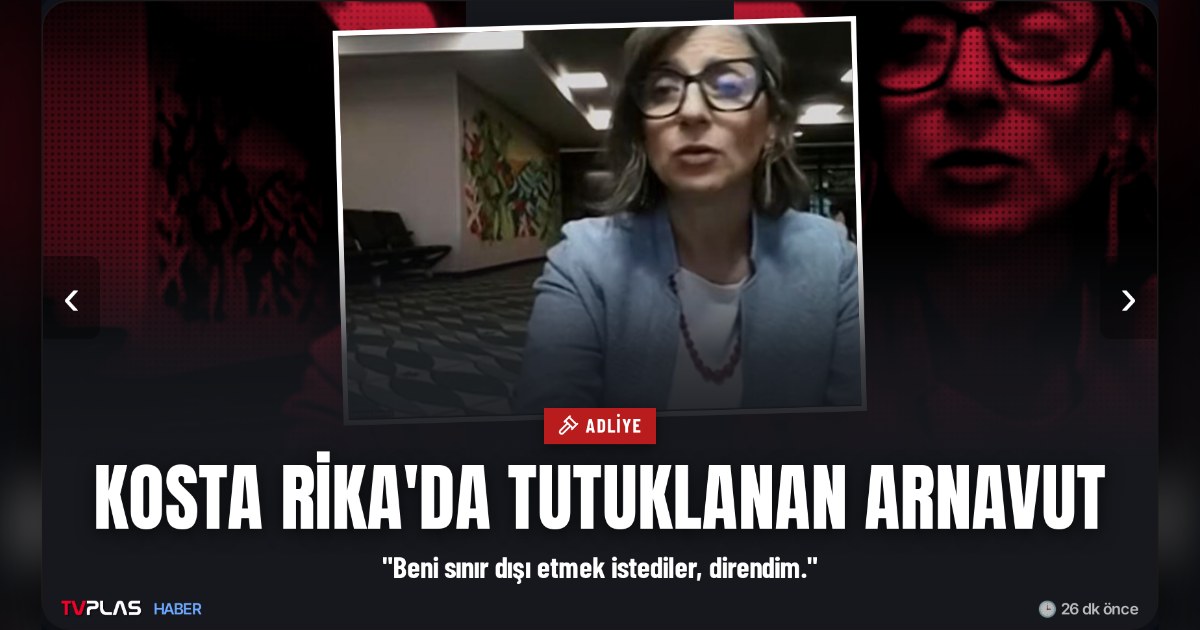 ADLİYE
KOSTA RİKA'DA TUTUKLANAN ARNAVUT
"Beni sınır dışı etmek istediler, direndim."
TVPLAS HABER
26 dk önce